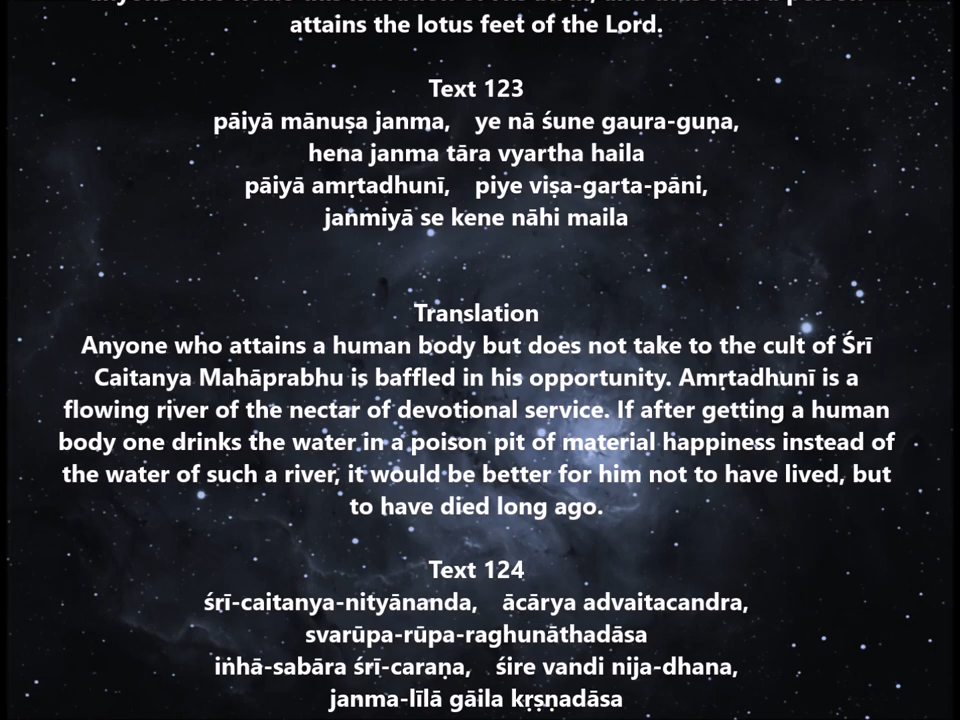 attains the lotus feet of the Lord.
Text 123
pāiyā mānuṣa janma, ye nā śune gaura-guṇa,
hena janma tāra vyartha haila
pāiyā amṛtadhunī, piye viṣa-garta-pāni,
janmiyā se kene nāhi maila
Translation
Anyone who attains a human body but does not take to the cult of Śrī
Caitanya Mahāprabhu is baffled in his opportunity. Amṛtadhunī is a
flowing river of the nectar of devotional service. If after getting a human
body one drinks the water in a poison pit of material happiness instead of
the water of such a river, it would be better for him not to have lived, but
to have died long ago.
Text 124
śrī-caitanya-nityānanda, ācārya advaitacandra,
svarūpa-rūpa-raghunāthadāsa
iṅhā-sabāra śrī-caraṇa, śire vandi nija-dhana,
janma-līlā gāila kṛṣṇadāsa